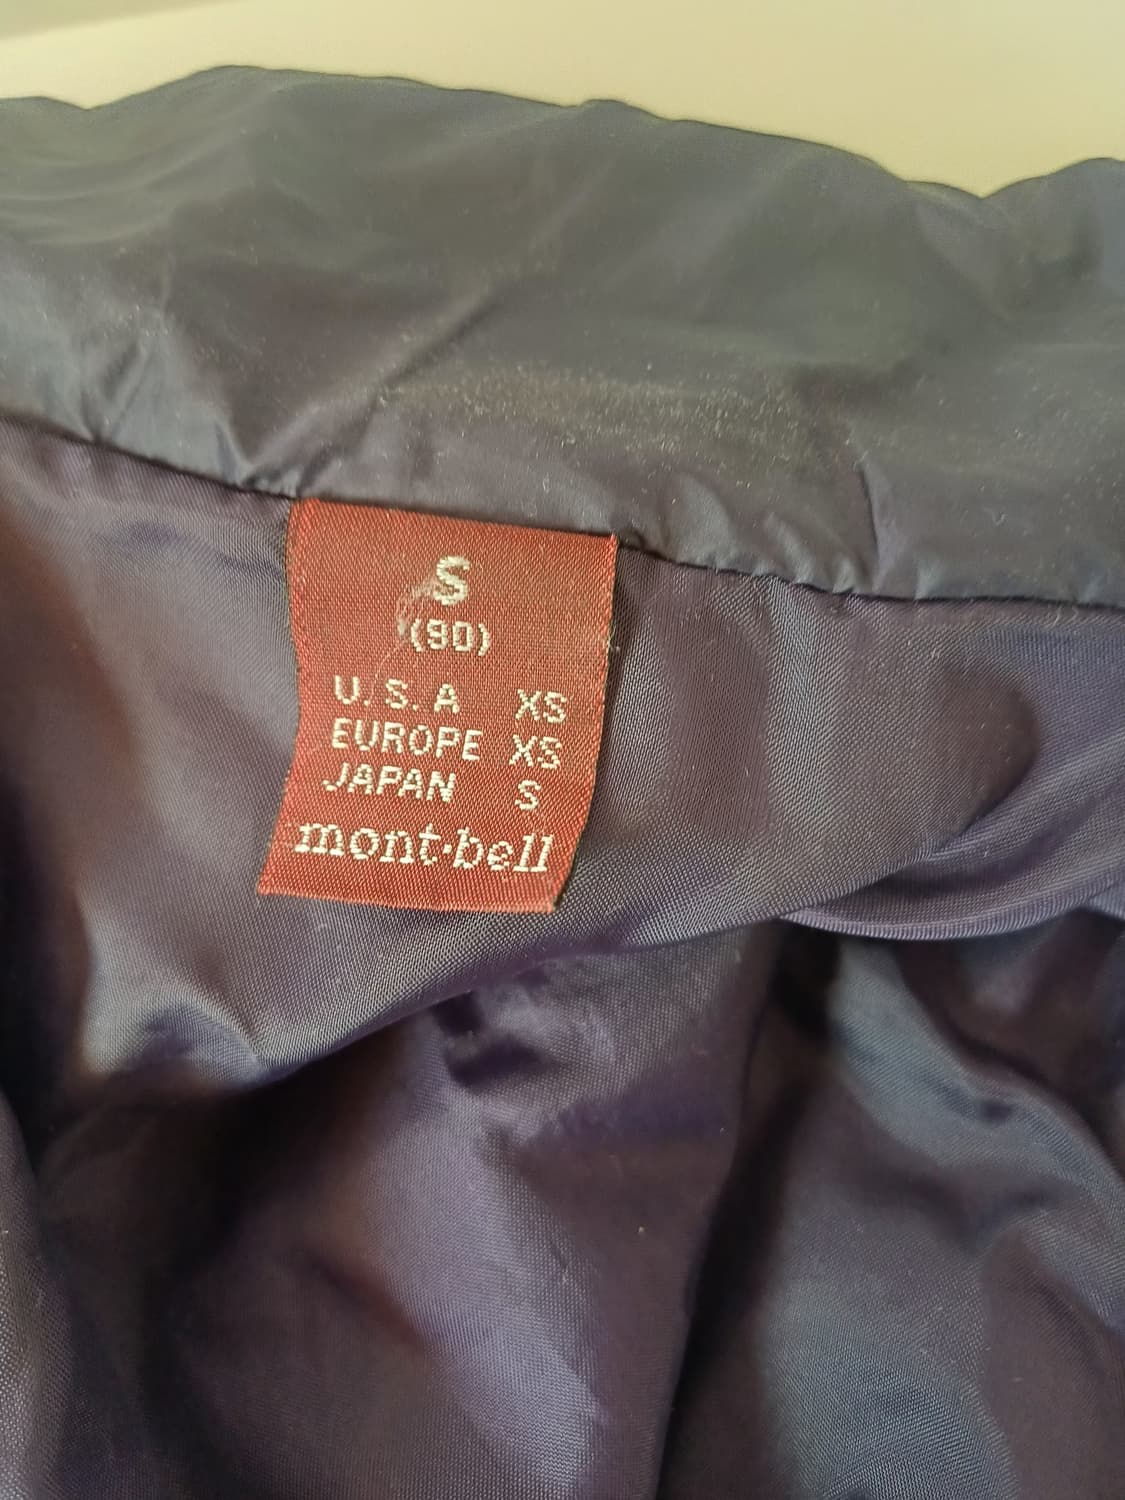 S
(90)
U.S.A XS
EUROPE XS
JAPAN S
mont·bell